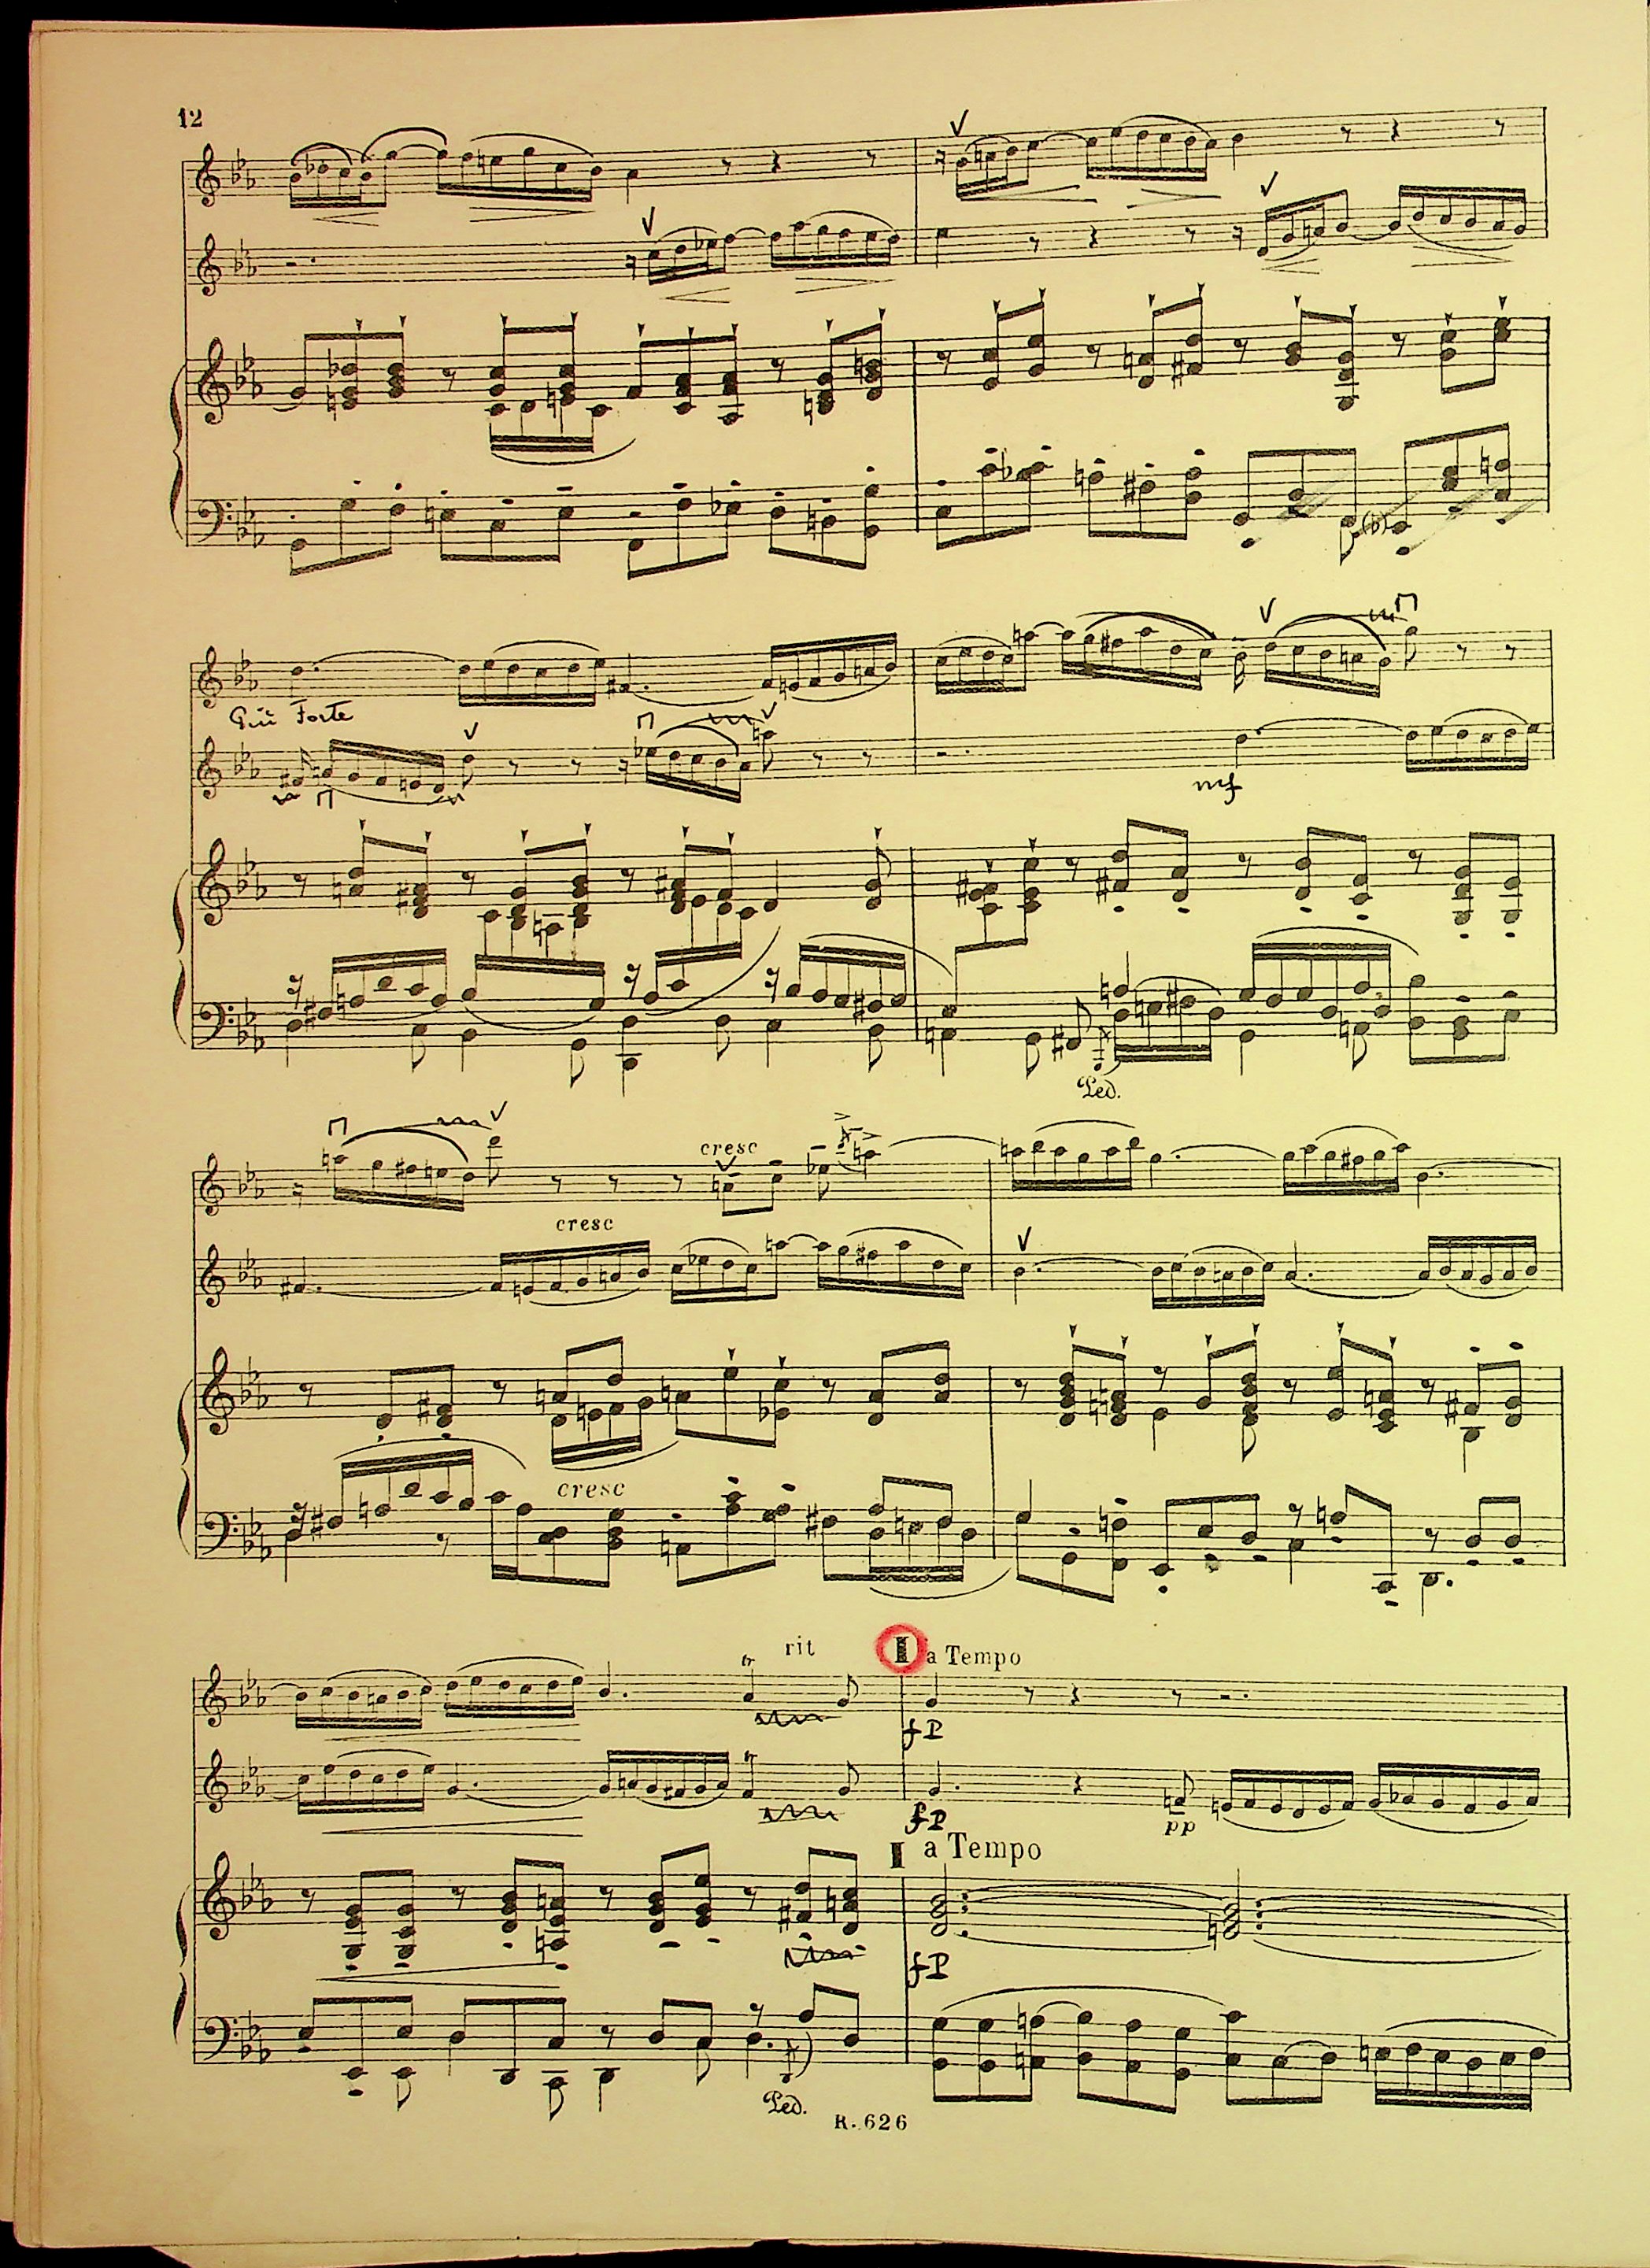 12
Più Forte
mf
cresc
cresc
cresc
rit
I a Tempo
fP
fP
pp
I a Tempo
fP
Ped.
Ped.
R. 626